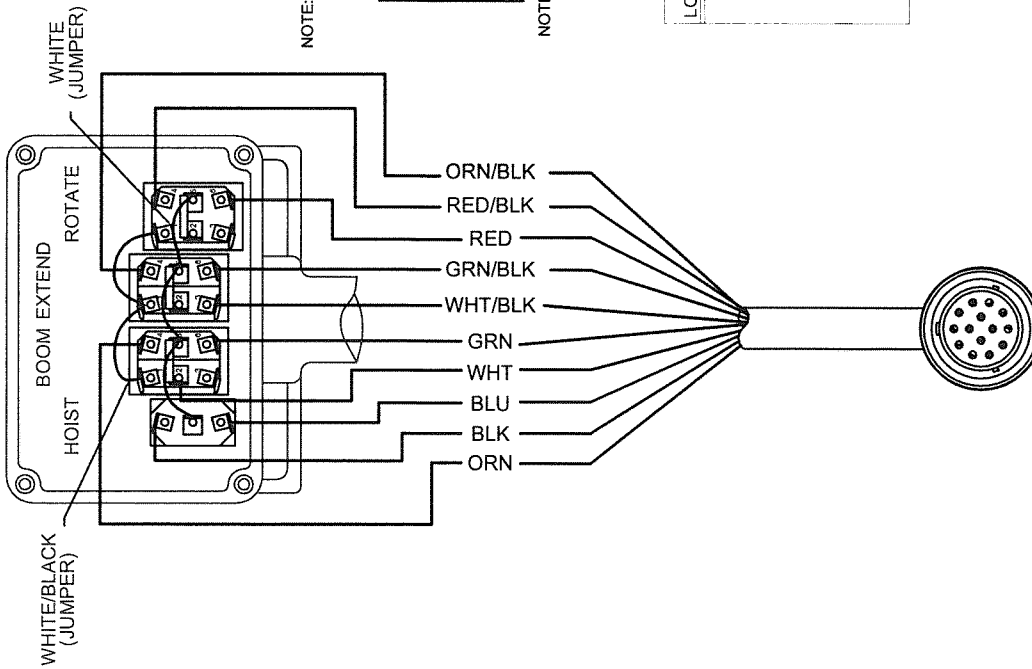 WHITE
(JUMPER)
NOTE:
NOTE
LO
ROTATE
BOOM EXTEND
HOIST
WHITE/BLACK
(JUMPER)
ORN/BLK
RED/BLK
RED
GRN/BLK
WHT/BLK
GRN
WHT
BLU
BLK
ORN